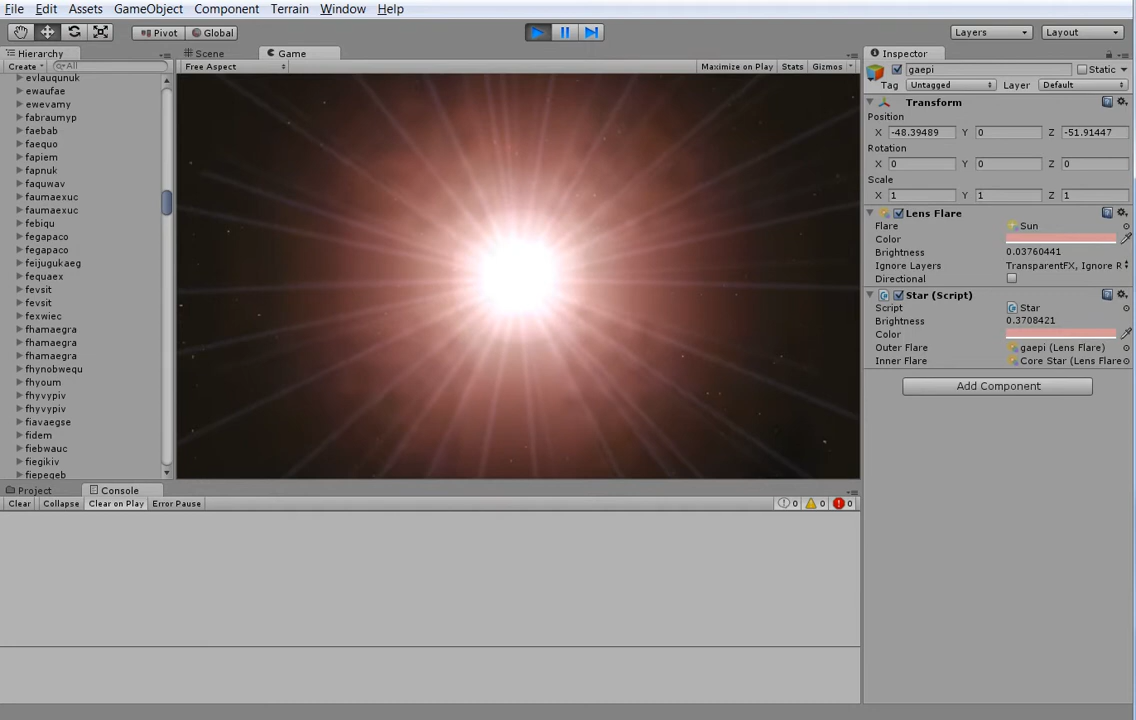 File Edit Assets GameObject Component Terrain Window Help
Pivot Global Layers Layout
Hierarchy
Create All
evlauqunuk
ewaufae
ewevamy
fabraumyp
faebab
faequo
fapiem
fapnuk
faquwav
faumaexuc
faumaexuc
febiqu
fegapaco
fegapaco
feijugukaeg
fequaex
fevsit
fevsit
fexwiec
fhamaegra
fhamaegra
fhamaegra
fhynobwequ
fhyoum
fhyvypiv
fhyvypiv
fiavaegse
fidem
fiebwauc
fiegikiv
fiepegeb
Scene Game
Free Aspect Maximize on Play Stats Gizmos
Project Console
Clear Collapse Clear on Play Error Pause 0 0 0
Inspector
gaepi Static
Tag Untagged Layer Default
Transform
Position
X -48.39489 Y 0 Z -51.91447
Rotation
X 0 Y 0 Z 0
Scale
X 1 Y 1 Z 1
Lens Flare
Flare Sun
Color
Brightness 0.03760441
Ignore Layers TransparentFX, Ignore R
Directional
Star (Script)
Script Star
Brightness 0.3708421
Color
Outer Flare gaepi (Lens Flare)
Inner Flare Core Star (Lens Flare
Add Component